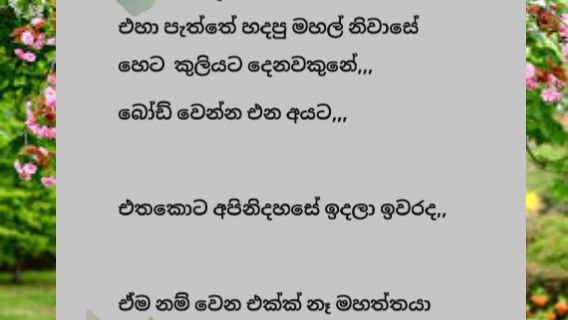 එහා පැත්තේ හදපු මහල් නිවාසේ
හෙට කුලියට දෙනවකුනේ,,,
බෝඩ් වෙන්න එන අයට,,,
එතකොට අපිනිදහසේ ඉදලා ඉවරද,,
ඒම නම් වෙන එක්ක් නෑ මහත්තයා